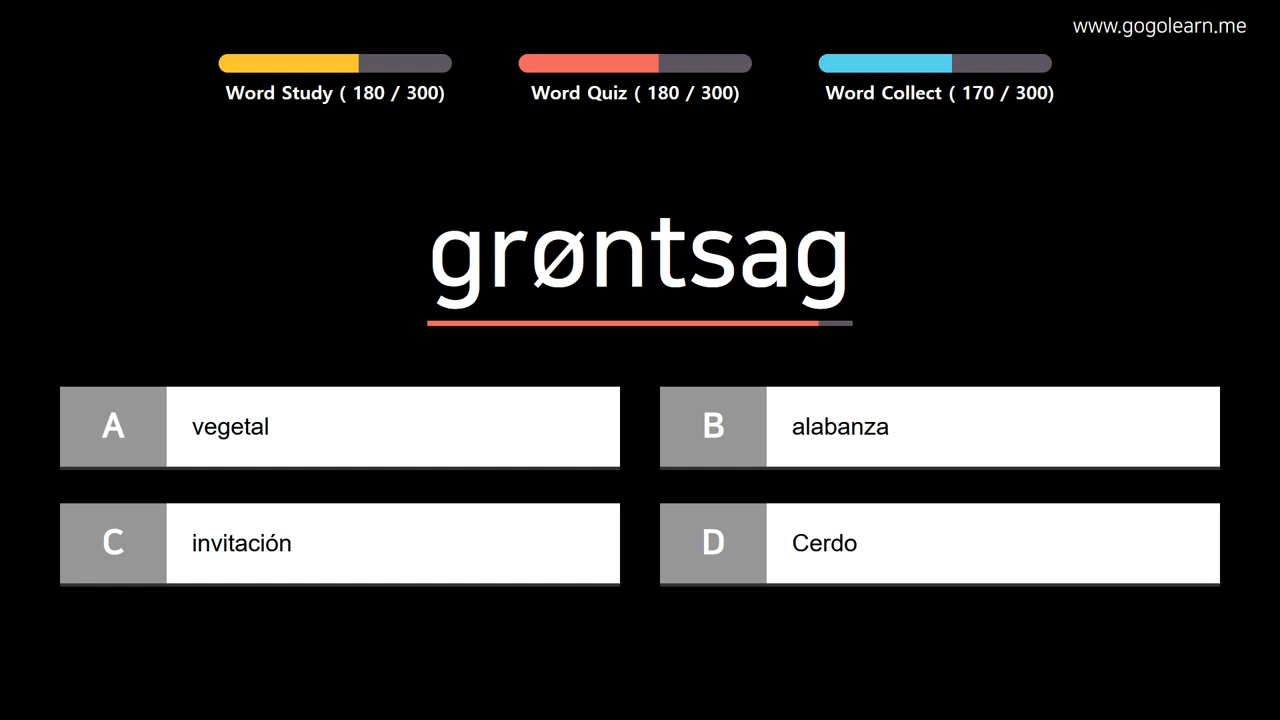 www.gogolearn.me
Word Study ( 180 / 300)
Word Quiz ( 180 / 300)
Word Collect ( 170 / 300)
grøntsag
A
vegetal
B
alabanza
C
invitación
D
Cerdo